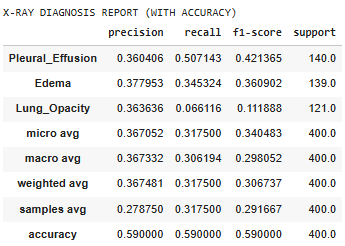 X-RAY DIAGNOSIS REPORT (WITH ACCURACY)
precision recall f1-score support
Pleural_Effusion 0.360406 0.507143 0.421365 140.0
Edema 0.377953 0.345324 0.360902 139.0
Lung_Opacity 0.363636 0.066116 0.111888 121.0
micro avg 0.367052 0.317500 0.340483 400.0
macro avg 0.367332 0.306194 0.298052 400.0
weighted avg 0.367481 0.317500 0.306737 400.0
samples avg 0.278750 0.317500 0.291667 400.0
accuracy 0.590000 0.590000 0.590000 400.0